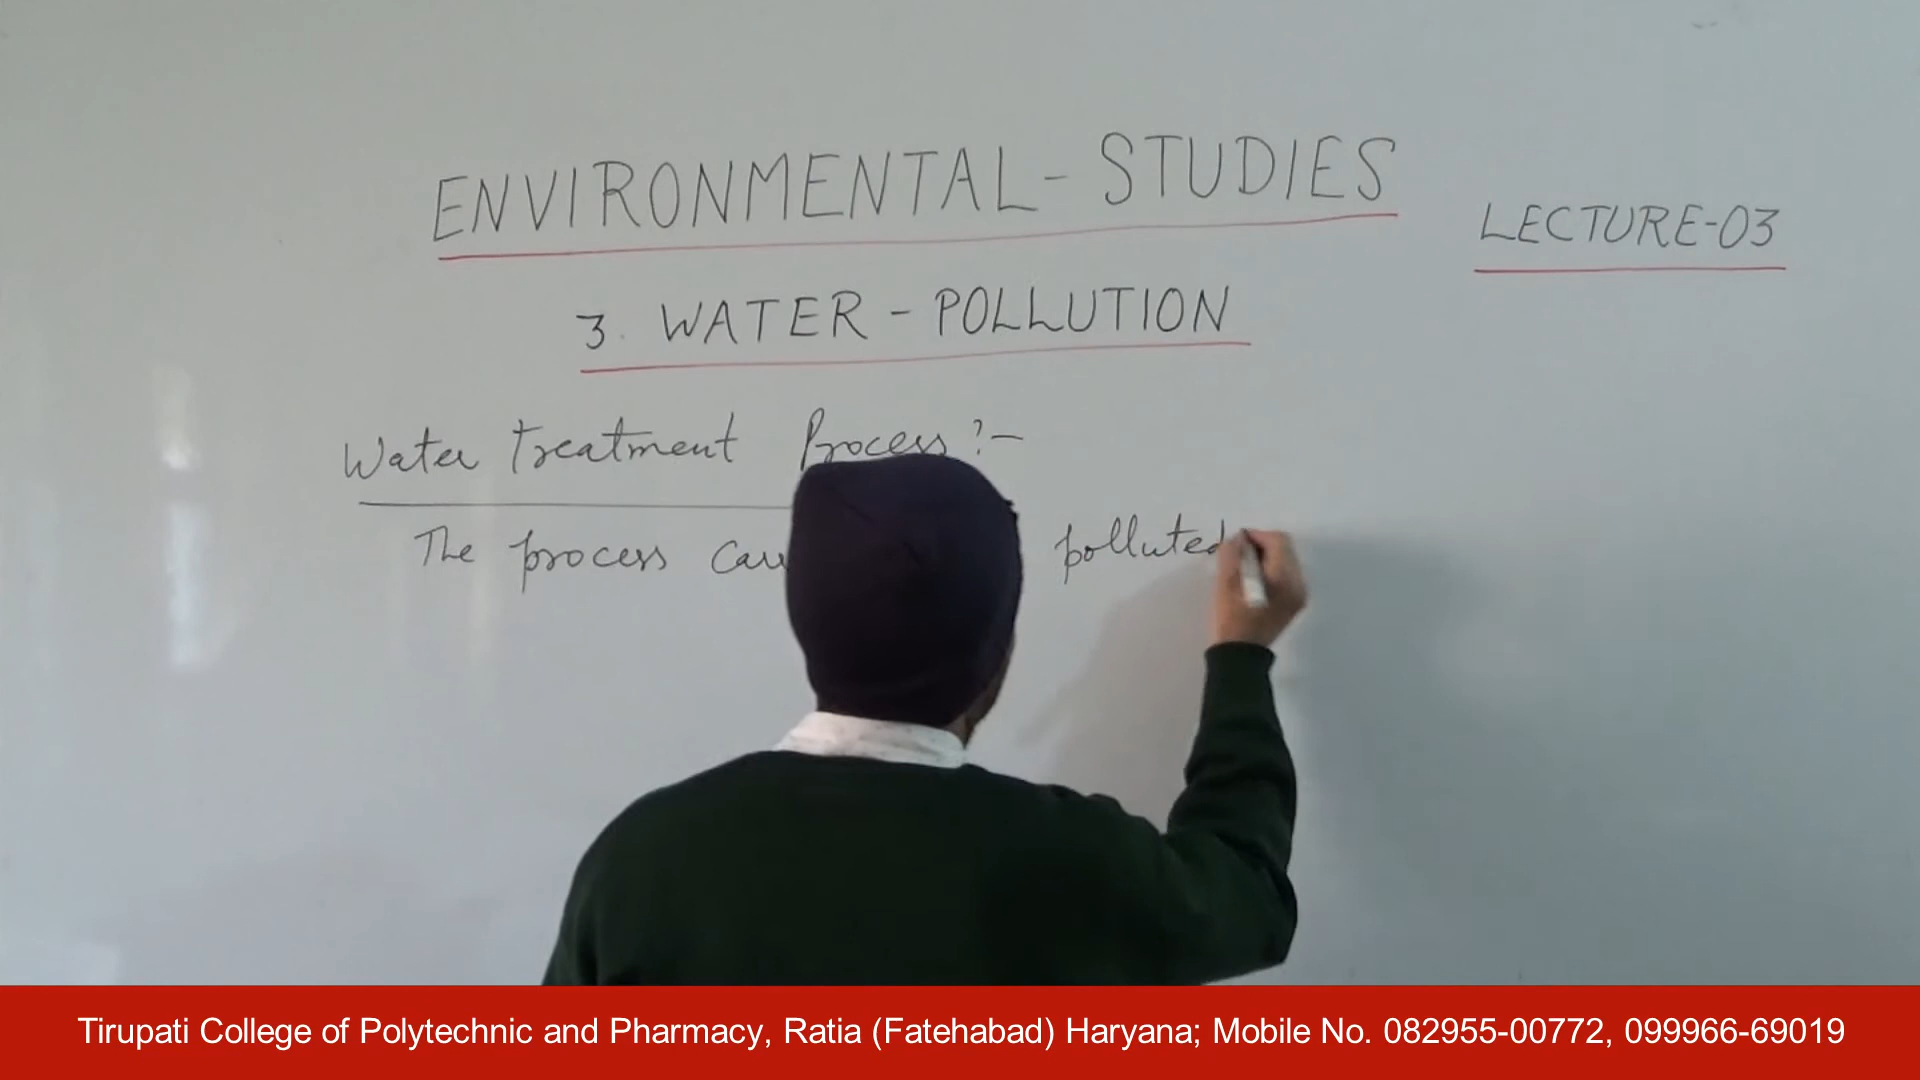 ENVIRONMENTAL - STUDIES
LECTURE-03
3. WATER - POLLUTION
Water Treatment Process :-
The process polluted
Tirupati College of Polytechnic and Pharmacy, Ratia (Fatehabad) Haryana; Mobile No. 082955-00772, 099966-69019